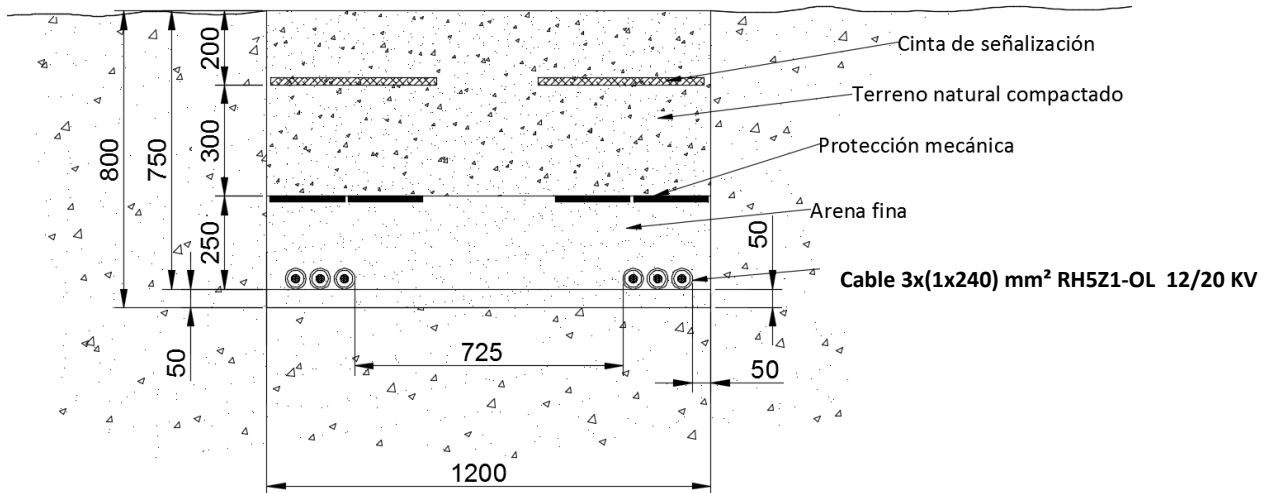 200
Cinta de señalización
Terreno natural compactado
800
750
300
Protección mecánica
250
Arena fina
50
Cable 3x(1x240) mm² RH5Z1-OL 12/20 KV
50
725
50
1200